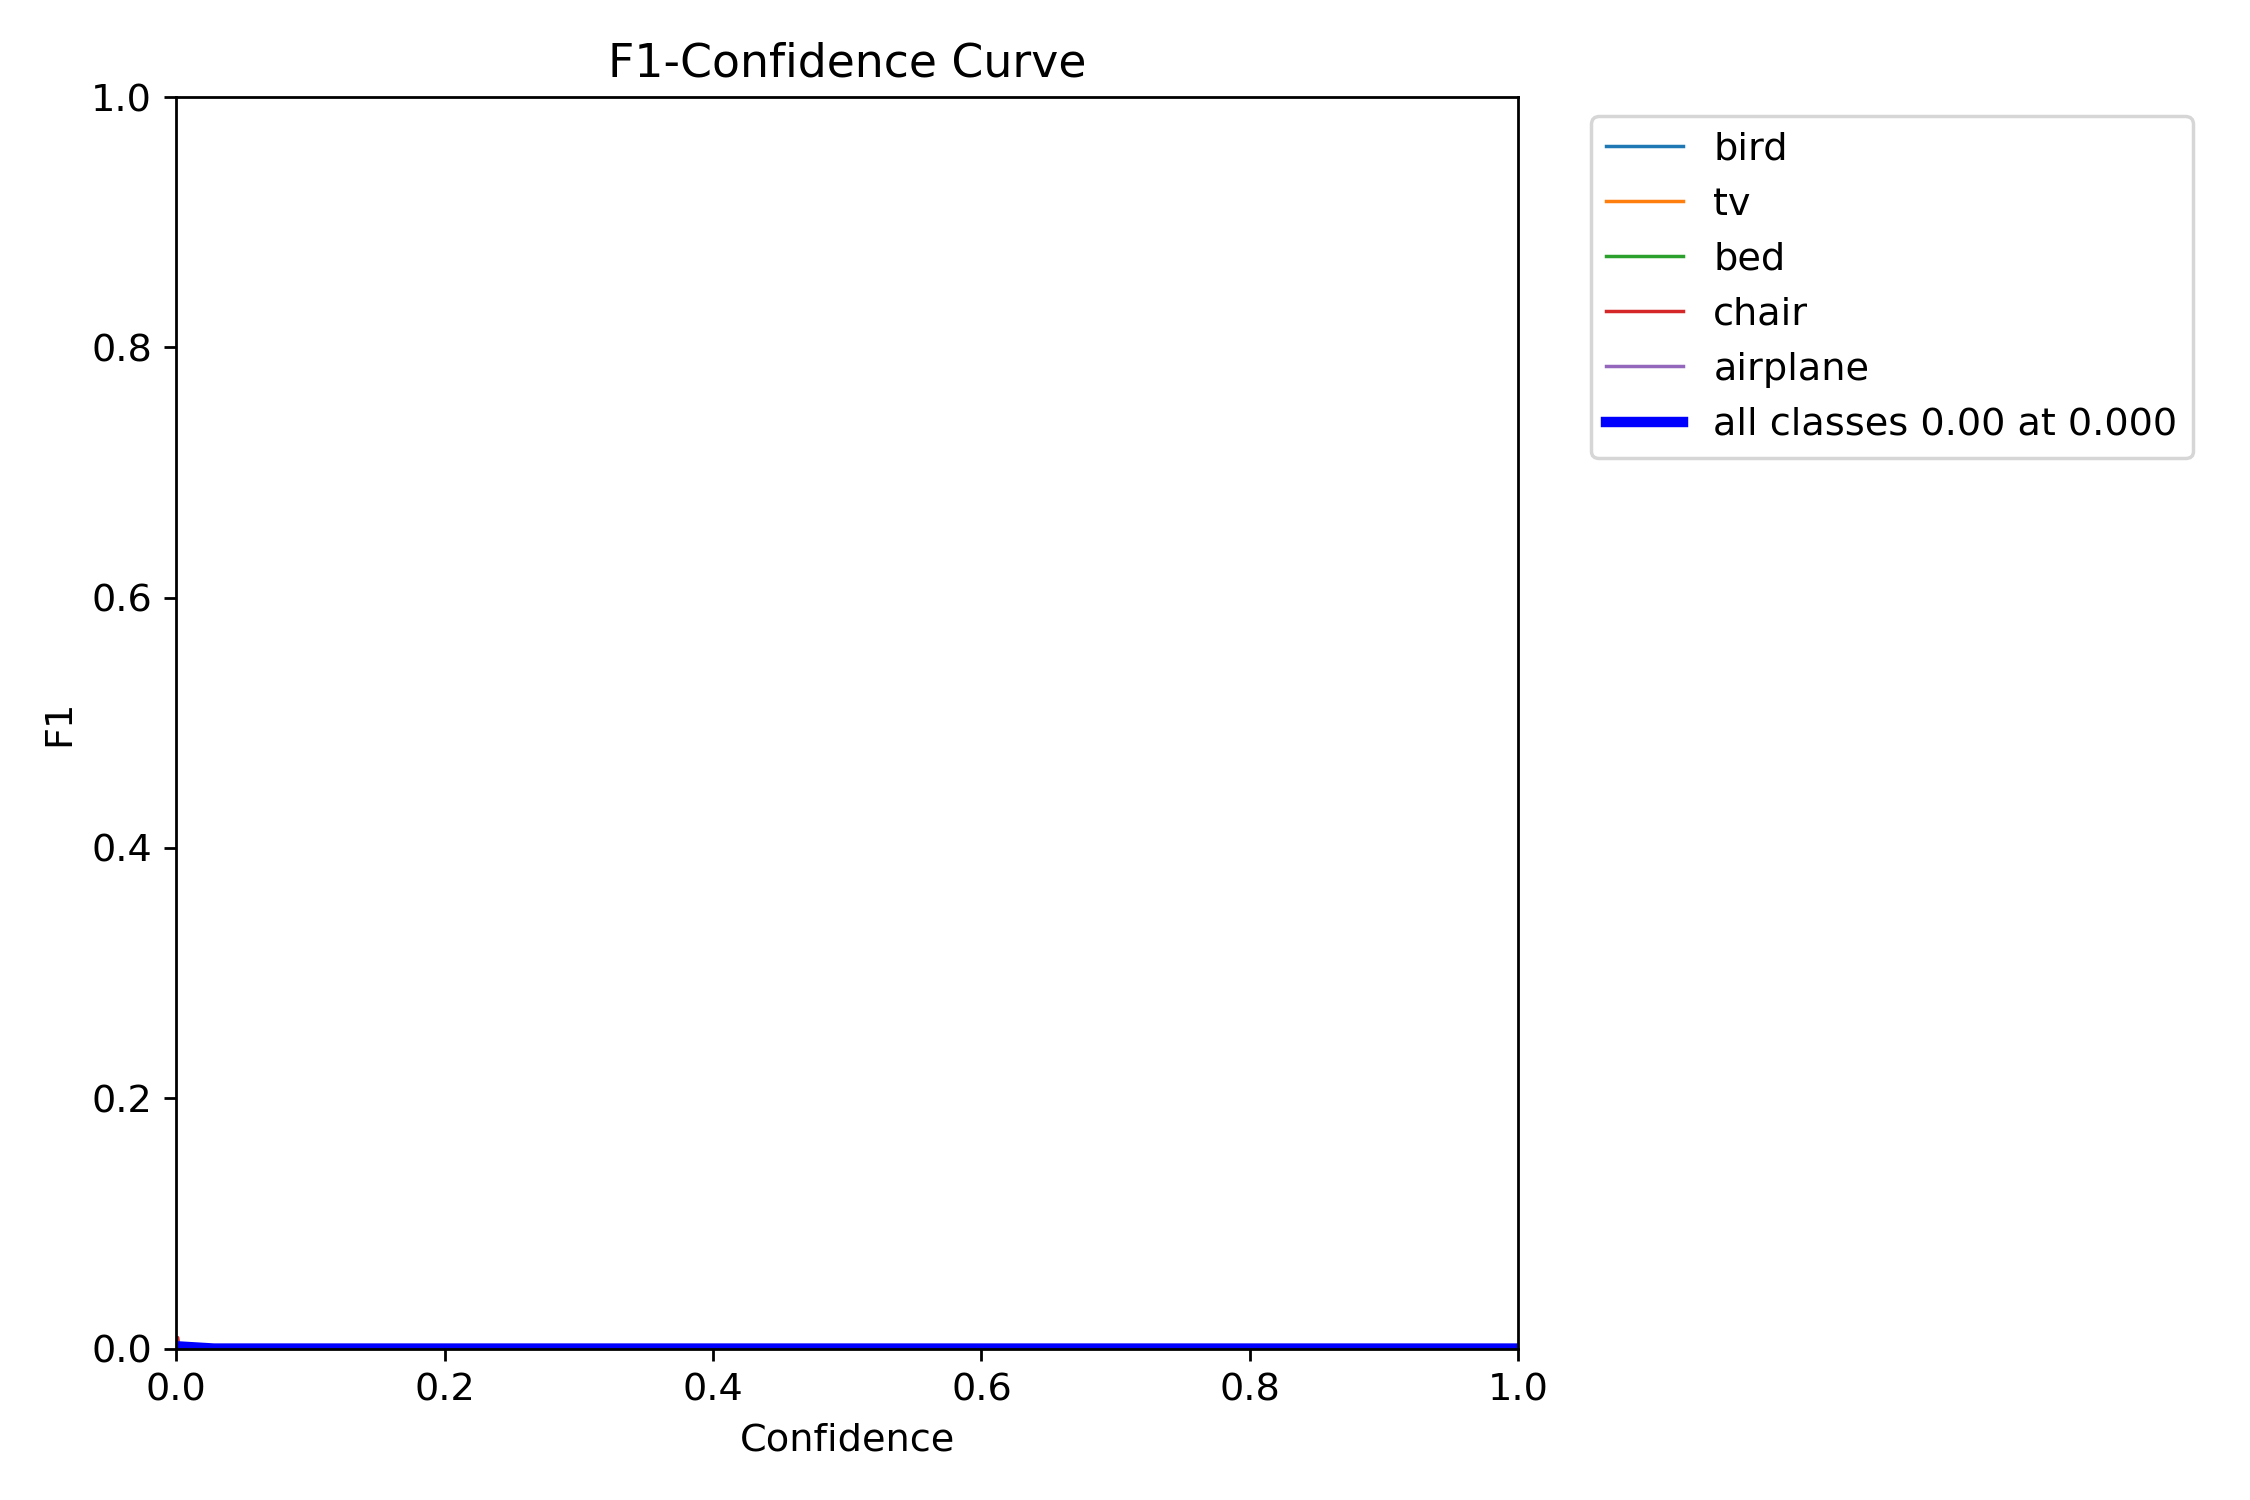 F1-Confidence Curve
1.0
0.8
0.6
0.4
0.2
0.0
F1
0.0 0.2 0.4 0.6 0.8 1.0
Confidence
bird
tv
bed
chair
airplane
all classes 0.00 at 0.000